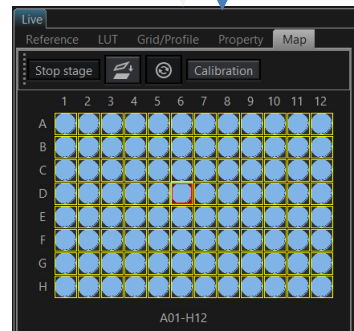 Live
Reference LUT Grid/Profile Property Map
Stop stage Calibration
1 2 3 4 5 6 7 8 9 10 11 12
A
B
C
D
E
F
G
H
A01-H12